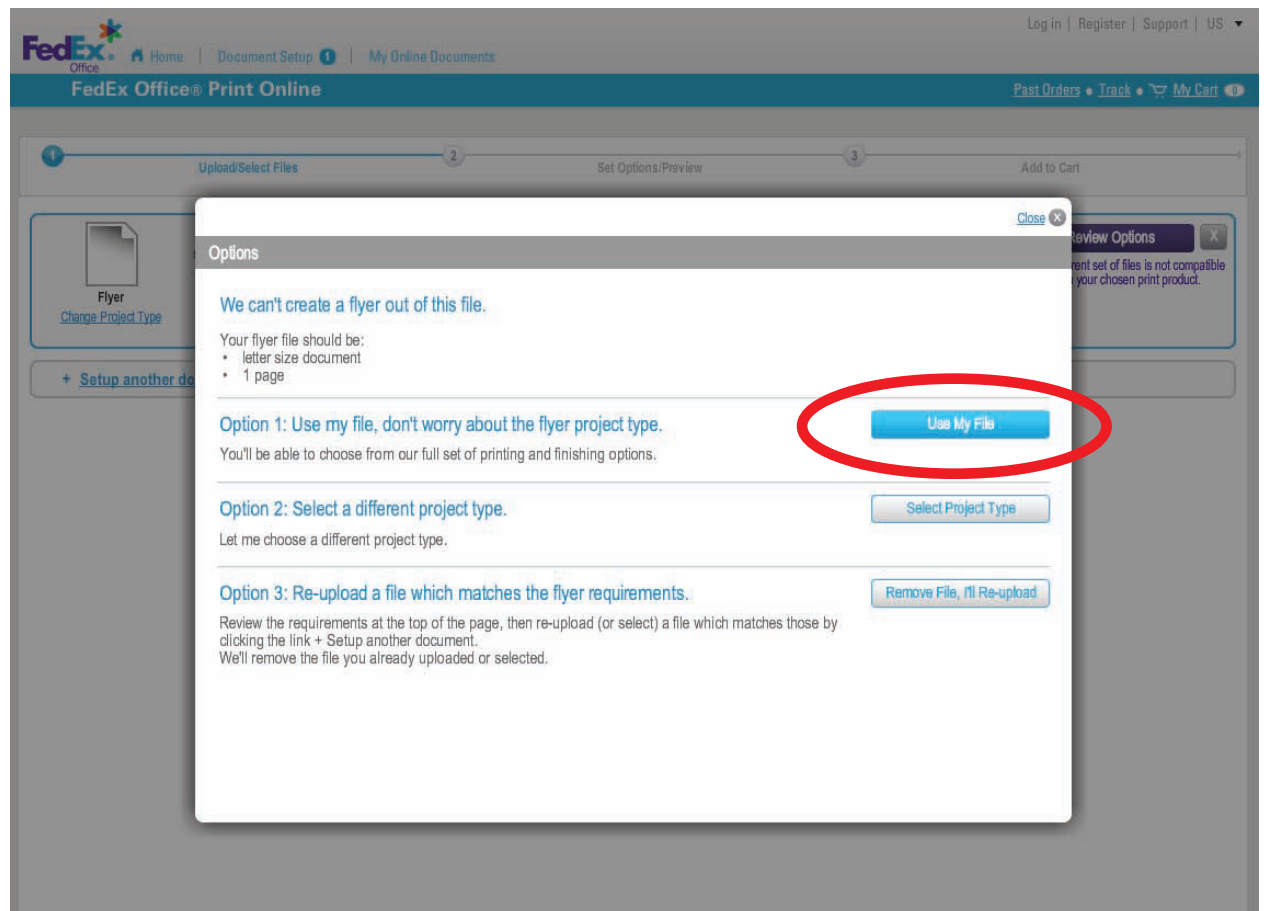 Log in | Register | Support | US
FedEx Office
Home | Document Setup 1 | My Online Documents
FedEx Office® Print Online
Past Orders • Track • My Cart 0
1 Upload/Select Files
2 Set Options/Preview
3 Add to Cart
4
Close X
Options
Review Options X
rent set of files is not compatible
your chosen print product.
Flyer
Change Project Type
+ Setup another do
We can't create a flyer out of this file.
Your flyer file should be:
• letter size document
• 1 page
Option 1: Use my file, don't worry about the flyer project type.
Use My File
You'll be able to choose from our full set of printing and finishing options.
Option 2: Select a different project type.
Select Project Type
Let me choose a different project type.
Option 3: Re-upload a file which matches the flyer requirements.
Remove File, I'll Re-upload
Review the requirements at the top of the page, then re-upload (or select) a file which matches those by
clicking the link + Setup another document.
We'll remove the file you already uploaded or selected.